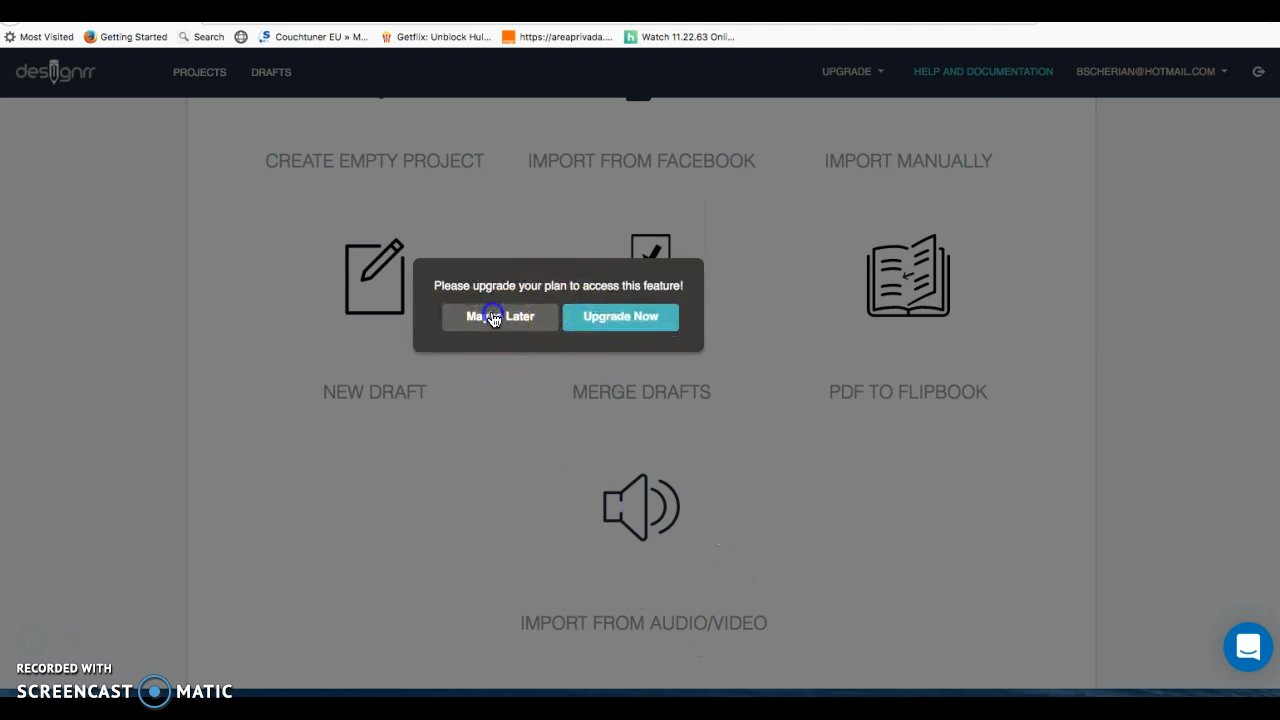 Most Visited Getting Started Search Couchtuner EU » M... Getflix: Unblock Hul... https://areaprivada.... Watch 11.22.63 Onli...
h
S
designrr PROJECTS DRAFTS UPGRADE HELP AND DOCUMENTATION BSCHERIAN@HOTMAIL.COM
CREATE EMPTY PROJECT IMPORT FROM FACEBOOK IMPORT MANUALLY
Please upgrade your plan to access this feature!
Later Upgrade Now
NEW DRAFT MERGE DRAFTS PDF TO FLIPBOOK
IMPORT FROM AUDIO/VIDEO
RECORDED WITH
SCREENCAST MATIC